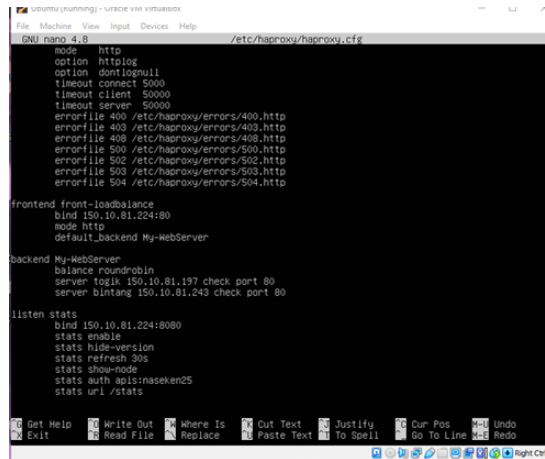 Ubuntu [Running] - Oracle VM VirtualBox
File Machine View Input Devices Help
GNU nano 4.8 /etc/haproxy/haproxy.cfg
mode http
option httplog
option dontlognull
timeout connect 5000
timeout client 50000
timeout server 50000
errorfile 400 /etc/haproxy/errors/400.http
errorfile 403 /etc/haproxy/errors/403.http
errorfile 408 /etc/haproxy/errors/408.http
errorfile 500 /etc/haproxy/errors/500.http
errorfile 502 /etc/haproxy/errors/502.http
errorfile 503 /etc/haproxy/errors/503.http
errorfile 504 /etc/haproxy/errors/504.http
frontend front-loadbalance
bind 150.10.81.224:80
mode http
default_backend My-WebServer
backend My-WebServer
balance roundrobin
server togik 150.10.81.197 check port 80
server bintang 150.10.81.243 check port 80
listen stats
bind 150.10.81.224:8080
stats enable
stats hide-version
stats refresh 30s
stats show-node
stats auth apis:naseken25
stats uri /stats
^G Get Help ^O Write Out ^W Where Is ^K Cut Text ^J Justify ^C Cur Pos M-U Undo
^X Exit ^R Read File ^\ Replace ^U Paste Text ^T To Spell ^_ Go To Line M-E Redo
Right Ctrl